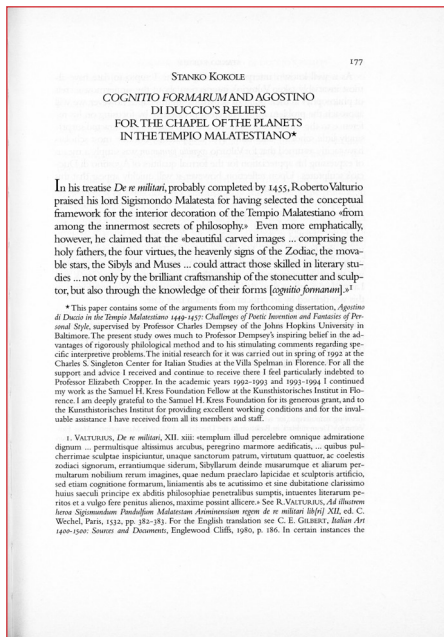 177
STANKO KOKOLE
COGNITIO FORMARUM AND AGOSTINO
DI DUCCIO'S RELIEFS
FOR THE CHAPEL OF THE PLANETS
IN THE TEMPIO MALATESTIANO*
In his treatise De re militari, probably completed by 1455, Roberto Valturio
praised his lord Sigismondo Malatesta for having selected the conceptual
framework for the interior decoration of the Tempio Malatestiano «from
among the innermost secrets of philosophy.» Even more emphatically,
however, he claimed that the «beautiful carved images ... comprising the
holy fathers, the four virtues, the heavenly signs of the Zodiac, the mova-
ble stars, the Sibyls and Muses ... could attract those skilled in literary stu-
dies ... not only by the brilliant craftsmanship of the stonecutter and sculp-
tor, but also through the knowledge of their forms [cognitio formarum].»1
* This paper contains some of the arguments from my forthcoming dissertation, Agostino
di Duccio in the Tempio Malatestiano 1449-1457: Challenges of Poetic Invention and Fantasies of Per-
sonal Style, supervised by Professor Charles Dempsey of the Johns Hopkins University in
Baltimore. The present study owes much to Professor Dempsey's inspiring belief in the ad-
vantages of rigorously philological method and to his stimulating comments regarding spe-
cific interpretive problems. The initial research for it was carried out in spring of 1992 at the
Charles S. Singleton Center for Italian Studies at the Villa Spelman in Florence. For all the
support and advice I received and continue to receive there I feel particularly indebted to
Professor Elizabeth Cropper. In the academic years 1992-1993 and 1993-1994 I continued
my work as the Samuel H. Kress Foundation Fellow at the Kunsthistorisches Institut in Flo-
rence. I am deeply grateful to the Samuel H. Kress Foundation for its generous grant, and to
the Kunsthistorisches Institut for providing excellent working conditions and for the inval-
uable assistance I have received from all its members and staff.
1. VALTURIUS, De re militari, XII. xiii: «templum illud percelebre omnique admiratione
dignum ... permultisque altissimus arcubus, peregrino marmore aedificatis, ... quibus pul-
cherrimae sculptae inspiciuntur, unaque sanctorum patrum, virtutum quattuor, ac coelestis
zodiaci signorum, errantiumque siderum, Sibyllarum deinde musarumque et aliarum per-
multarum nobilium rerum imagines, quae nedum praeclaro lapicidae et sculptoris artificio,
sed etiam cognitione formarum, liniamentis abs te acutissimo et sine dubitatione clarissimo
huius saeculi principe ex abditis philosophiae penetralibus sumptis, intuentes literarum pe-
ritos et a vulgo fere penitus alienos, maxime possint allicere.» See R. VALTURIUS, Ad illustrem
heroa Sigismundum Pandulfum Malatestam Ariminensium regem de re militari lib[ri] XII, ed. C.
Wechel, Paris, 1532, pp. 382-383. For the English translation see C. E. GILBERT, Italian Art
1400-1500: Sources and Documents, Englewood Cliffs, 1980, p. 186. In certain instances the